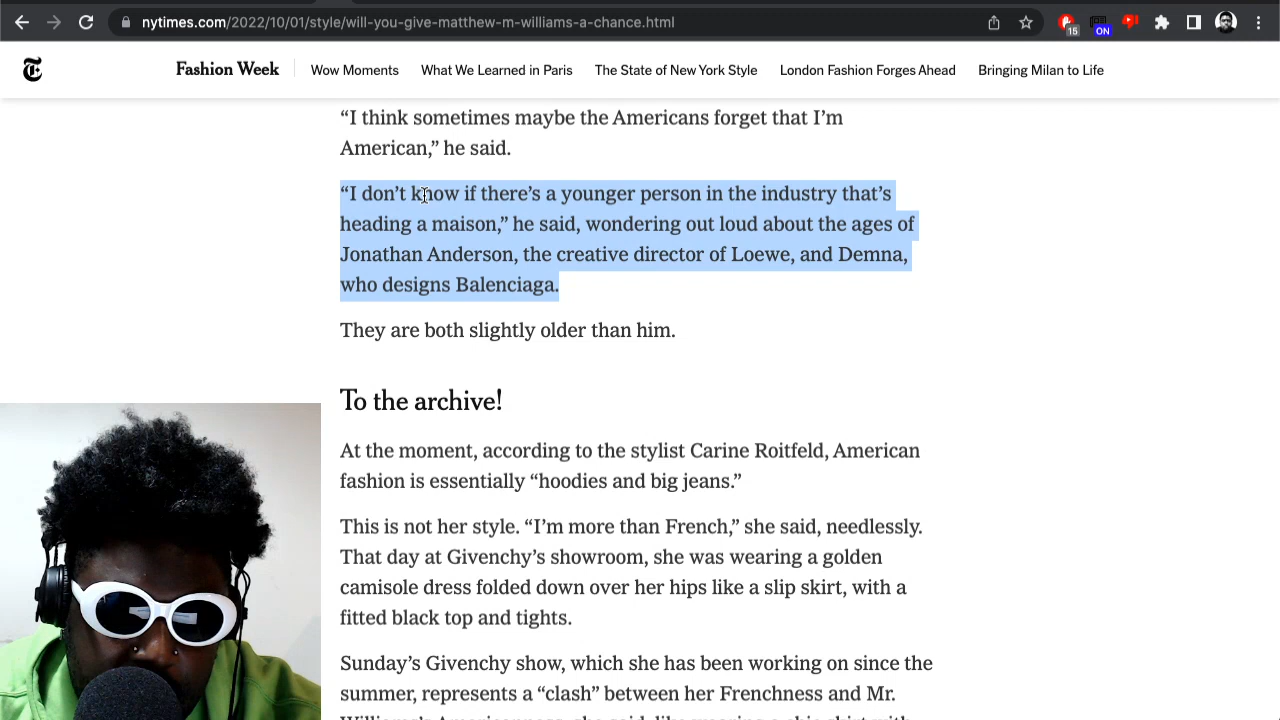 nytimes.com/2022/10/01/style/will-you-give-matthew-m-williams-a-chance.html
15
ON
Fashion Week
Wow Moments
What We Learned in Paris
The State of New York Style
London Fashion Forges Ahead
Bringing Milan to Life
“I think sometimes maybe the Americans forget that I’m
American,” he said.
“I don’t know if there’s a younger person in the industry that’s
heading a maison,” he said, wondering out loud about the ages of
Jonathan Anderson, the creative director of Loewe, and Demna,
who designs Balenciaga.
They are both slightly older than him.
To the archive!
At the moment, according to the stylist Carine Roitfeld, American
fashion is essentially “hoodies and big jeans.”
This is not her style. “I’m more than French,” she said, needlessly.
That day at Givenchy’s showroom, she was wearing a golden
camisole dress folded down over her hips like a slip skirt, with a
fitted black top and tights.
Sunday’s Givenchy show, which she has been working on since the
summer, represents a “clash” between her Frenchness and Mr.